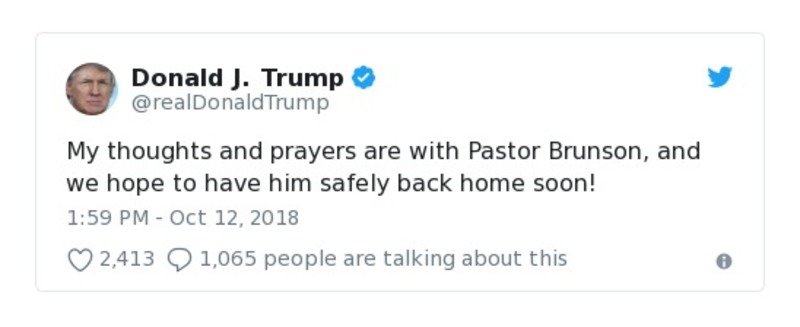 Donald J. Trump
@realDonaldTrump
My thoughts and prayers are with Pastor Brunson, and
we hope to have him safely back home soon!
1:59 PM - Oct 12, 2018
2,413 1,065 people are talking about this